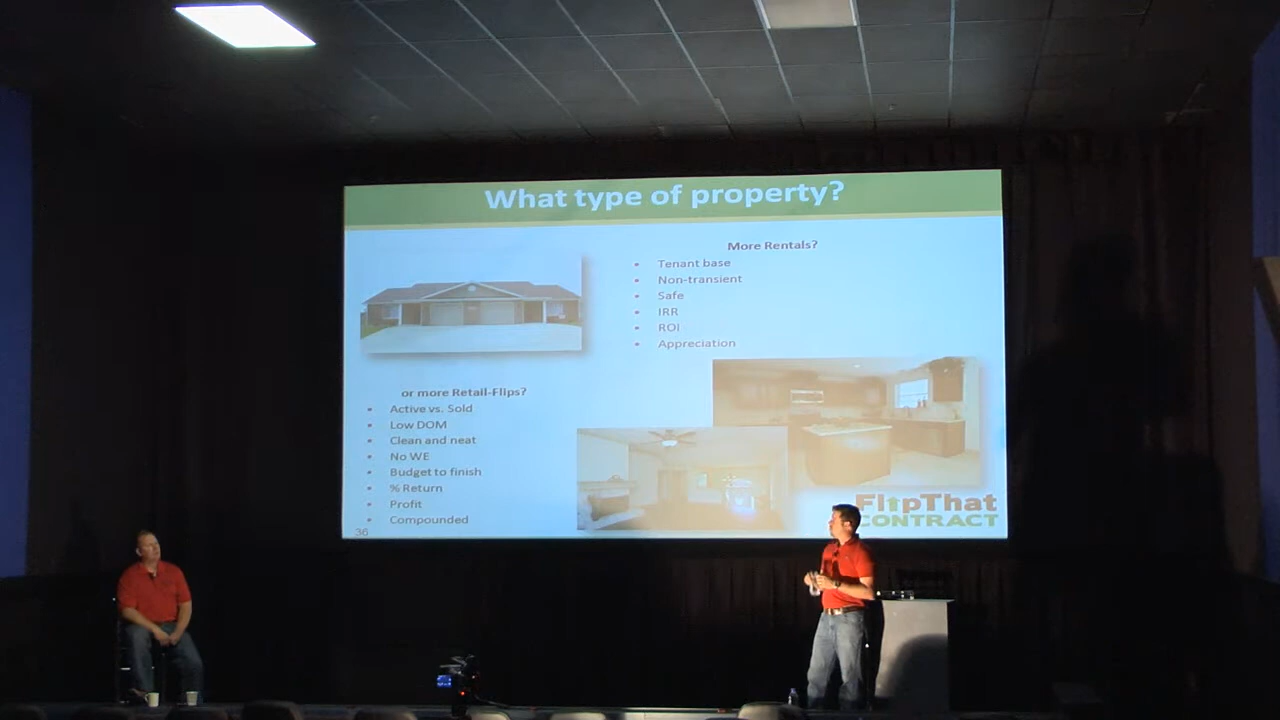 What type of property?
More Rentals?
• Tenant base
• Non-transient
• Safe
• IRR
• ROI
• Appreciation
or more Retail-Flips?
• Active vs. Sold
• Low DOM
• Clean and neat
• No WE
• Budget to finish
• % Return
• Profit
• Compounded
36
FlipThat
CONTRACT